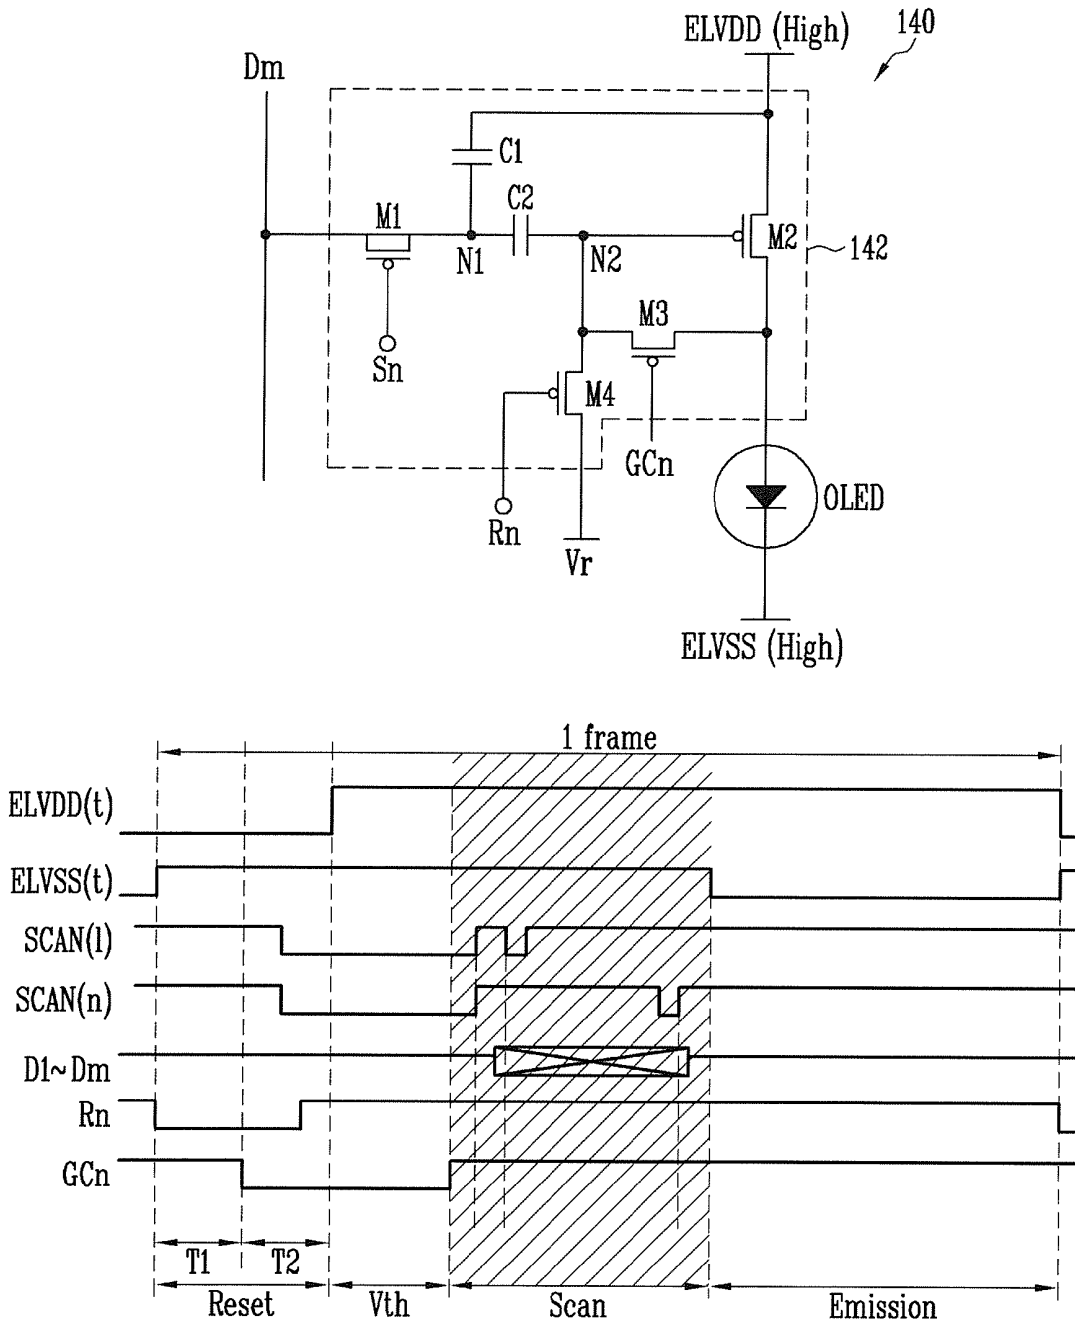 ELVDD (High)
140
Dm
C1
C2
M1
M2
142
N1
N2
M3
Sn
M4
GCn
OLED
Rn
Vr
ELVSS (High)
1 frame
ELVDD(t)
ELVSS(t)
SCAN(1)
SCAN(n)
D1~Dm
Rn
GCn
T1
T2
Reset
Vth
Scan
Emission